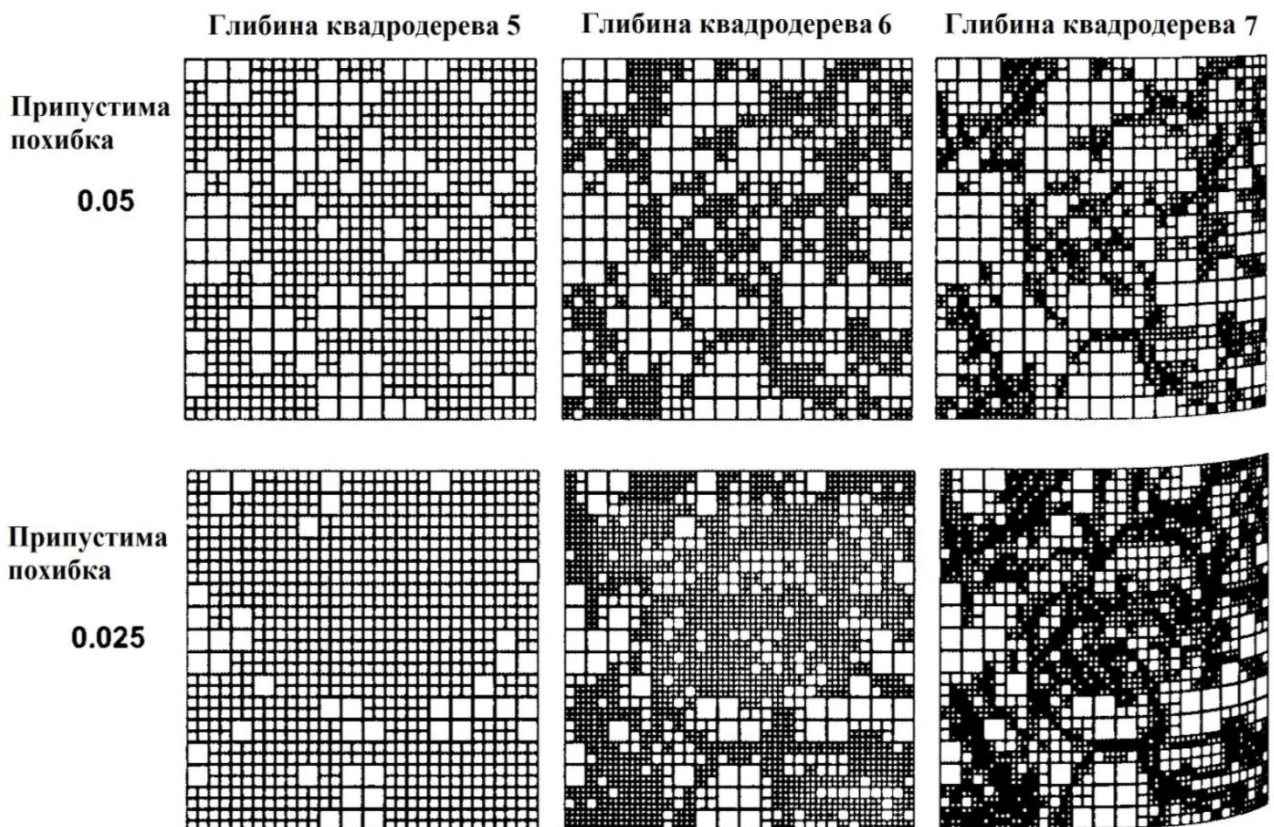 Глибина квадродерева 5
Глибина квадродерева 6
Глибина квадродерева 7
Припустима
похибка
0.05
Припустима
похибка
0.025